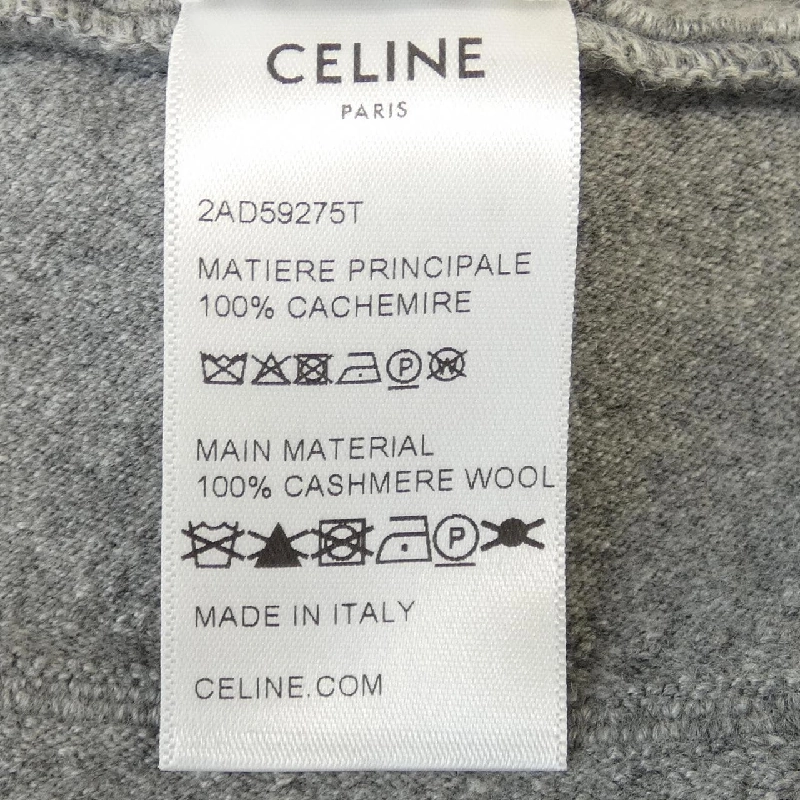 CELINE
PARIS
2AD59275T
MATIERE PRINCIPALE
100% CACHEMIRE
P W
MAIN MATERIAL
100% CASHMERE WOOL
P
MADE IN ITALY
CELINE.COM